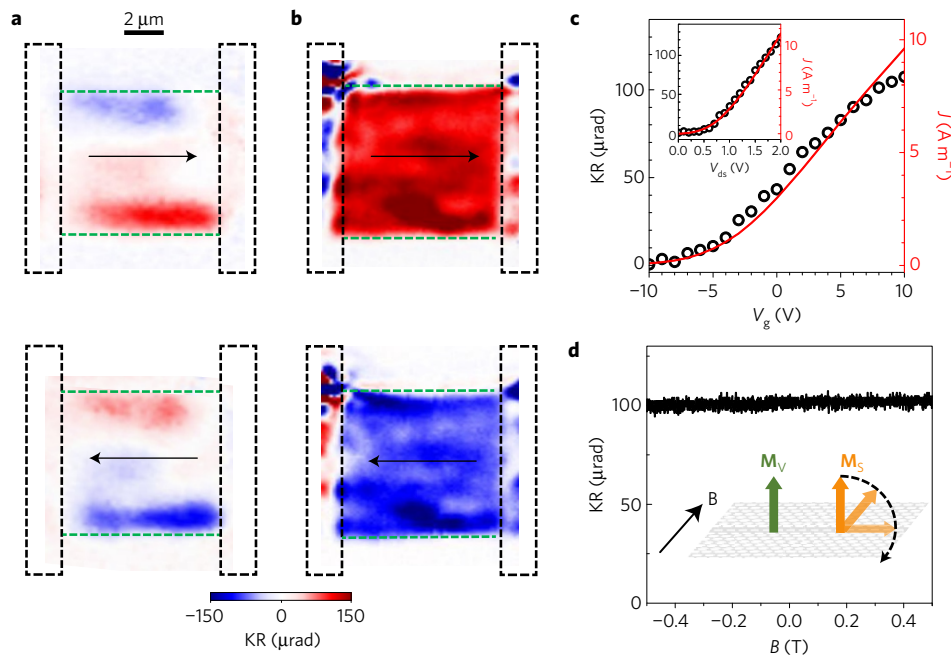 a
2 μm
b
c
KR (μrad)
0
50
100
−10
−5
0
5
10
V_g (V)
0
5
10
J (A m⁻¹)
0
50
100
0.0
0.5
1.0
1.5
2.0
V_ds (V)
0
5
10
J (A m⁻¹)
−150
0
150
KR (μrad)
d
KR (μrad)
0
50
100
M_V
M_S
B
−0.4
−0.2
0.0
0.2
0.4
B (T)